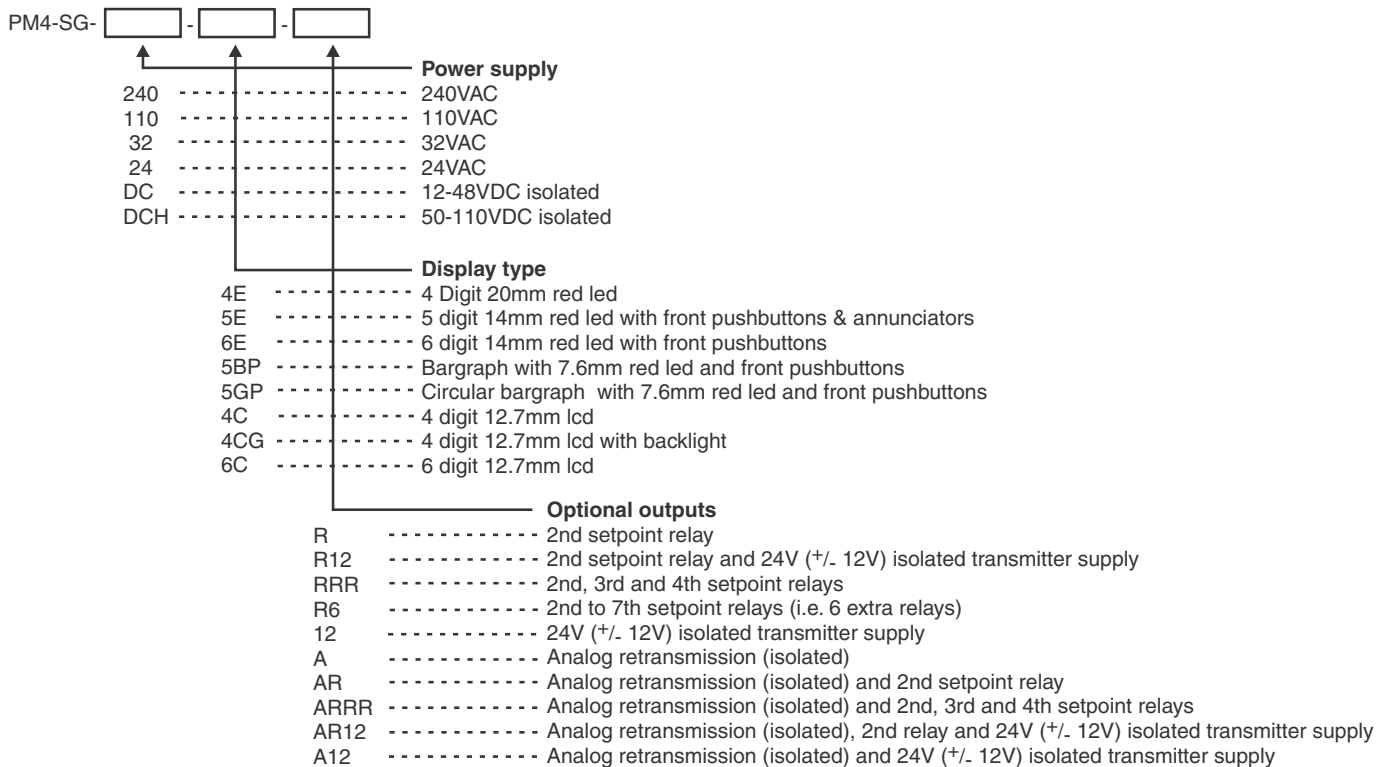 PM4-SG- - -
Power supply
240 240VAC
110 110VAC
32 32VAC
24 24VAC
DC 12-48VDC isolated
DCH 50-110VDC isolated
Display type
4E 4 Digit 20mm red led
5E 5 digit 14mm red led with front pushbuttons & annunciators
6E 6 digit 14mm red led with front pushbuttons
5BP Bargraph with 7.6mm red led and front pushbuttons
5GP Circular bargraph with 7.6mm red led and front pushbuttons
4C 4 digit 12.7mm lcd
4CG 4 digit 12.7mm lcd with backlight
6C 6 digit 12.7mm lcd
Optional outputs
R 2nd setpoint relay
R12 2nd setpoint relay and 24V (+/- 12V) isolated transmitter supply
RRR 2nd, 3rd and 4th setpoint relays
R6 2nd to 7th setpoint relays (i.e. 6 extra relays)
12 24V (+/- 12V) isolated transmitter supply
A Analog retransmission (isolated)
AR Analog retransmission (isolated) and 2nd setpoint relay
ARRR Analog retransmission (isolated) and 2nd, 3rd and 4th setpoint relays
AR12 Analog retransmission (isolated), 2nd relay and 24V (+/- 12V) isolated transmitter supply
A12 Analog retransmission (isolated) and 24V (+/- 12V) isolated transmitter supply